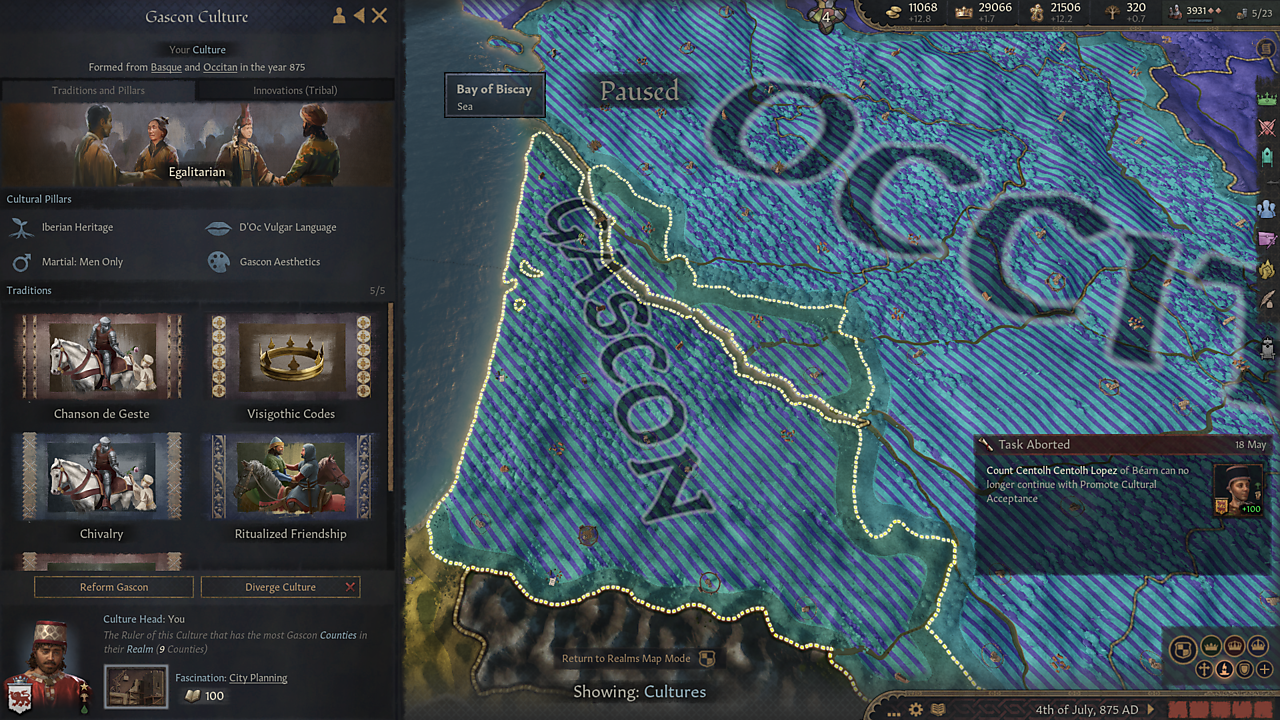 Gascon Culture
Your Culture
Formed from Basque and Occitan in the year 875
Traditions and Pillars
Innovations (Tribal)
Egalitarian
Cultural Pillars
Iberian Heritage
D'Oc Vulgar Language
Martial: Men Only
Gascon Aesthetics
Traditions
5/5
Chanson de Geste
Visigothic Codes
Chivalry
Ritualized Friendship
Reform Gascon
Diverge Culture
Culture Head: You
The Ruler of this Culture that has the most Gascon Counties in
their Realm (9 Counties)
Fascination: City Planning
100
4
11068
+12.8
29066
+1.7
21506
+12.2
320
+0.7
3931
5/23
Bay of Biscay
Sea
Paused
OCCIT
GASCON
Task Aborted
18 May
Count Centolh Centolh Lopez of Béarn can no
longer continue with Promote Cultural
Acceptance
+100
Return to Realms Map Mode
Showing: Cultures
4th of July, 875 AD